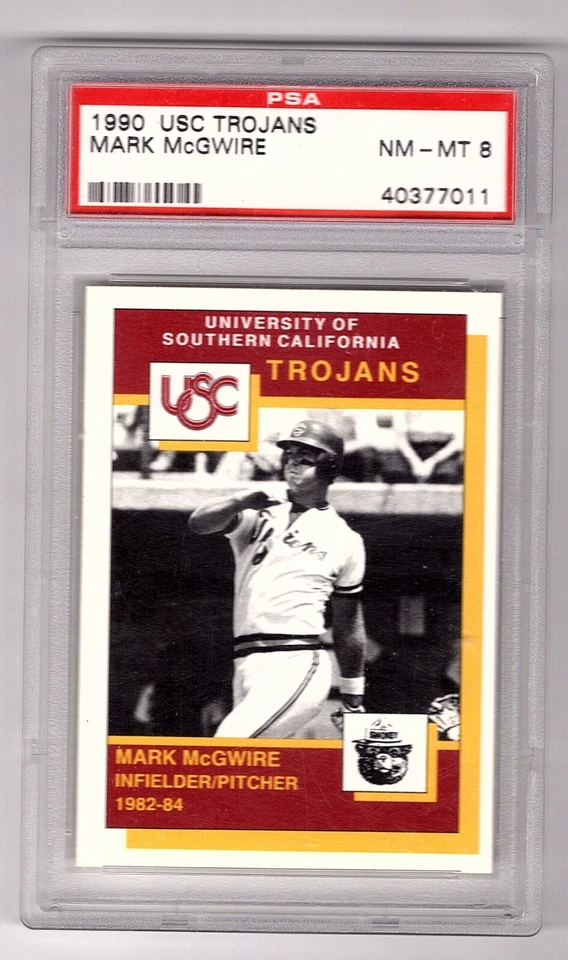 PSA
1990 USC TROJANS
MARK McGWIRE NM-MT 8
40377011
UNIVERSITY OF
SOUTHERN CALIFORNIA
TROJANS
USC
MARK McGWIRE
INFIELDER/PITCHER
1982-84
SMOKEY